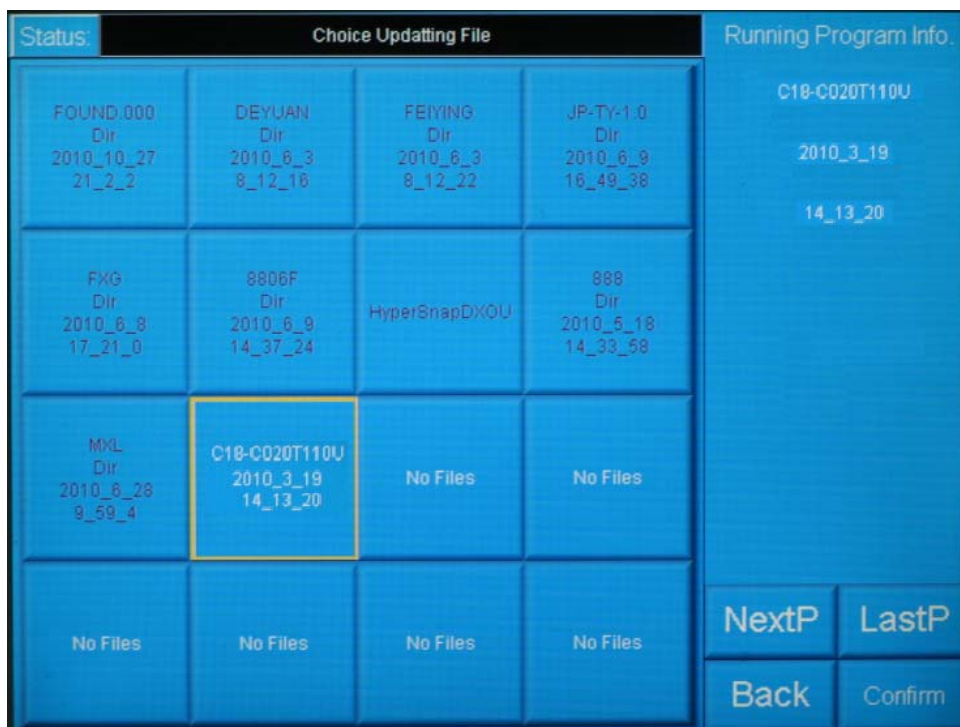 Status:
Choice Updatting File
Running Program Info.
FOUND.000
Dir
2010_10_27
21_2_2
DEYUAN
Dir
2010_6_3
8_12_16
FEIYING
Dir
2010_6_3
8_12_22
JP-TY-1.0
Dir
2010_6_9
16_49_38
C18-C020T110U
2010_3_19
14_13_20
FXG
Dir
2010_6_8
17_21_0
8806F
Dir
2010_6_9
14_37_24
HyperSnapDXOU
888
Dir
2010_5_18
14_33_58
MXL
Dir
2010_6_28
9_59_4
C18-C020T110U
2010_3_19
14_13_20
No Files
No Files
No Files
No Files
No Files
No Files
NextP
LastP
Back
Confirm